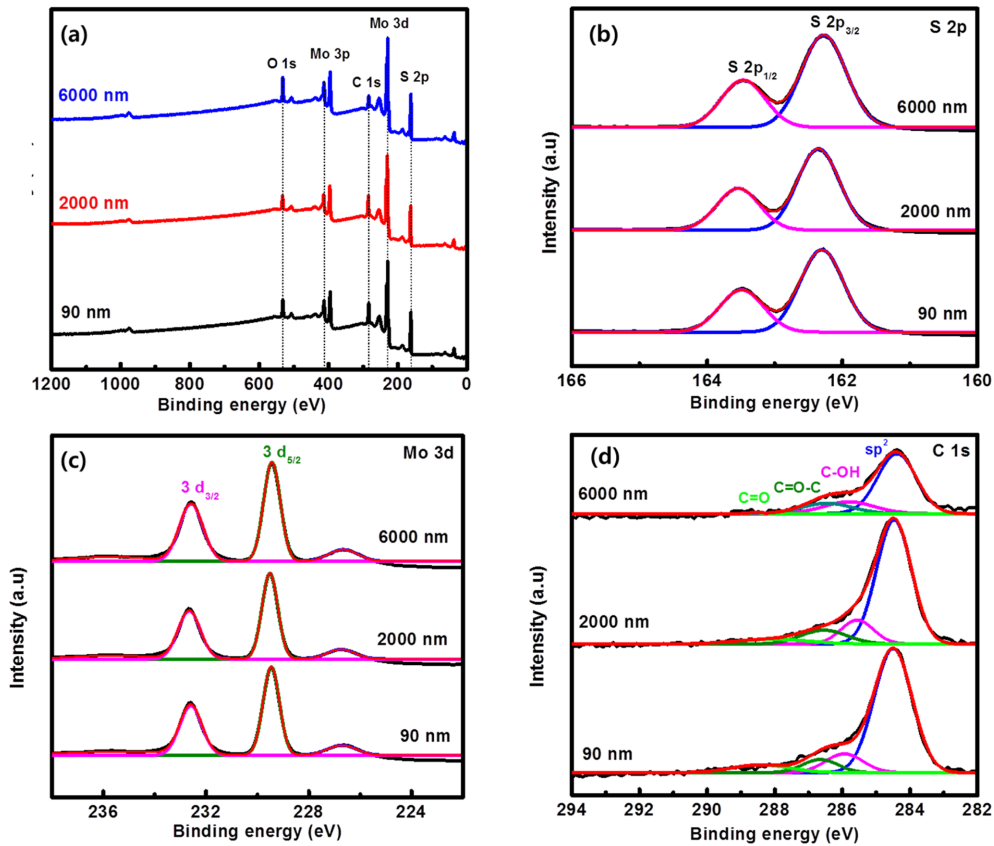 (a)
Mo 3d
O 1s
Mo 3p
C 1s
S 2p
6000 nm
2000 nm
90 nm
1200 1000 800 600 400 200 0
Binding energy (eV)
(b)
S 2p
S 2p3/2
S 2p1/2
6000 nm
2000 nm
90 nm
Intensity (a.u)
166 164 162 160
Binding energy (eV)
(c)
Mo 3d
3 d5/2
3 d3/2
6000 nm
2000 nm
90 nm
Intensity (a.u)
236 232 228 224
Binding energy (eV)
(d)
C 1s
sp2
C-OH
C=O-C
C=O
6000 nm
2000 nm
90 nm
Intensity (a.u)
294 292 290 288 286 284 282
Binding energy (eV)